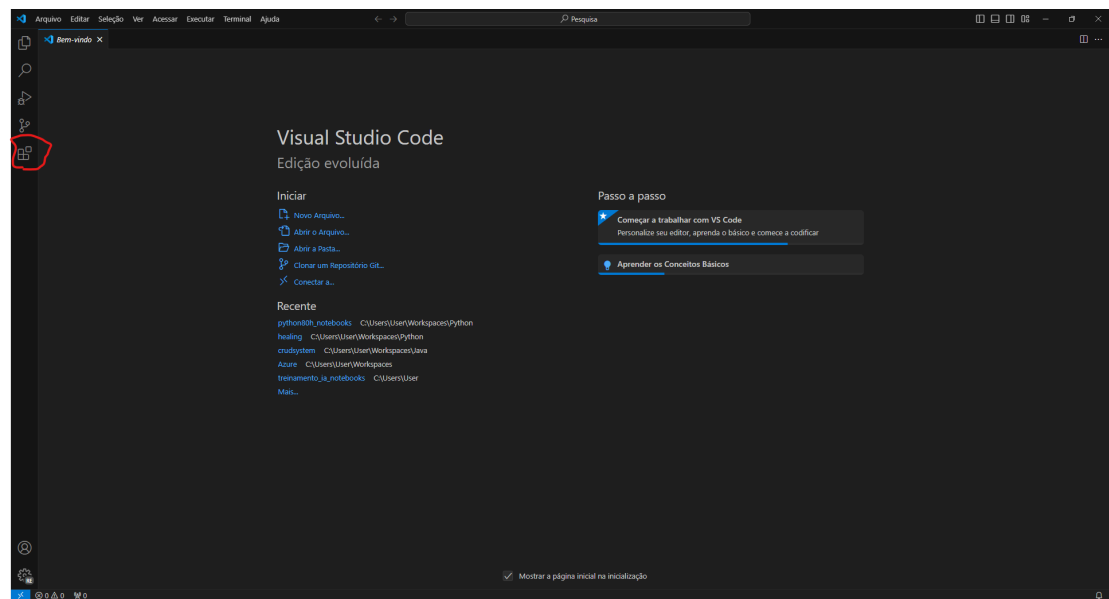 Arquivo Editar Seleção Ver Acessar Executar Terminal Ajuda Pesquisa
Bem-vindo
Visual Studio Code
Edição evoluída
Iniciar
Novo Arquivo...
Abrir o Arquivo...
Abrir a Pasta...
Clonar um Repositório Git...
Conectar a...
Recente
python80h_notebooks C:\Users\User\Workspaces\Python
healing C:\Users\User\Workspaces\Python
crudsystem C:\Users\User\Workspaces\Java
Azure C:\Users\User\Workspaces
treinamento_ia_notebooks C:\Users\User
Mais...
Passo a passo
Começar a trabalhar com VS Code
Personalize seu editor, aprenda o básico e comece a codificar
Aprender os Conceitos Básicos
Mostrar a página inicial na inicialização
0 0 0